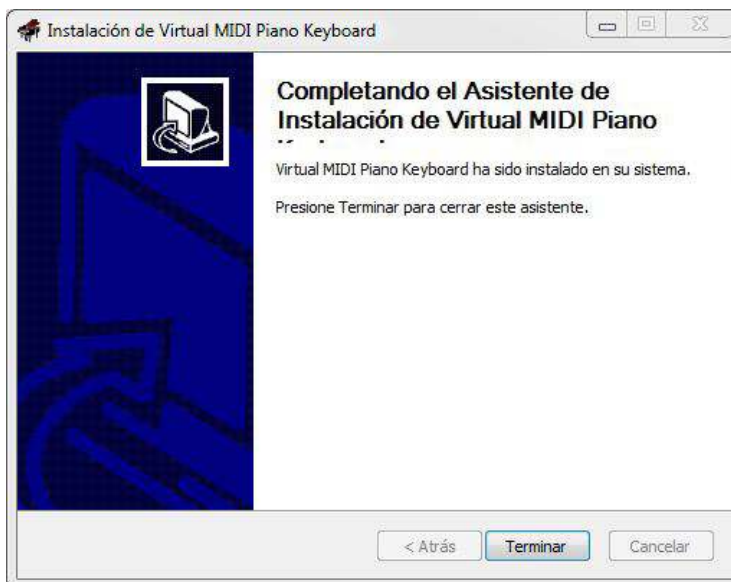 Instalación de Virtual MIDI Piano Keyboard
Completando el Asistente de
Instalación de Virtual MIDI Piano
Virtual MIDI Piano Keyboard ha sido instalado en su sistema.
Presione Terminar para cerrar este asistente.
< Atrás
Terminar
Cancelar